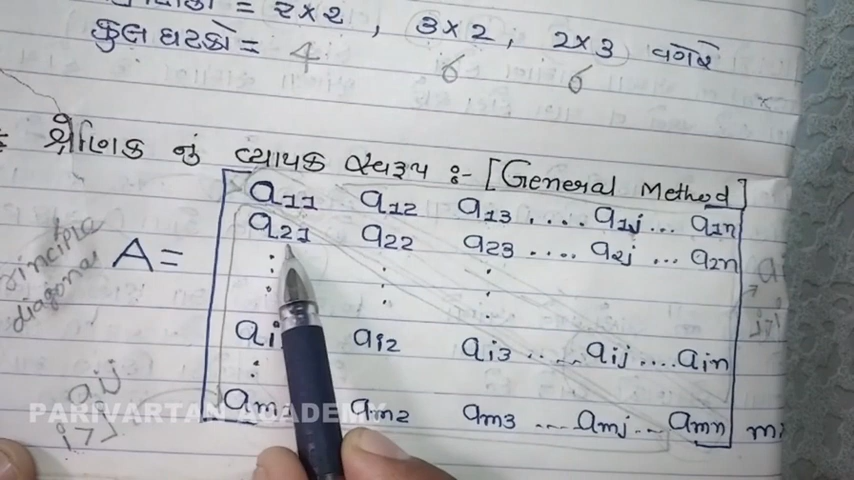 = 2×2 , 3×2 , 2×3 વગેરે
કુલ ઘટકો = 4 6 6
શ્રેણિક નું વ્યાપક સ્વરૂપ :- [General Method]
a11 a12 a13 .... a1j ... a1n
a21 a22 a23 .... a2j ... a2n
A =
principle
diagonal
ai ai2 ai3 ..... aij .... ain
aij
i>j
am1 am2 am3 .... amj ... amn
PARIVARTAN ACADEMY